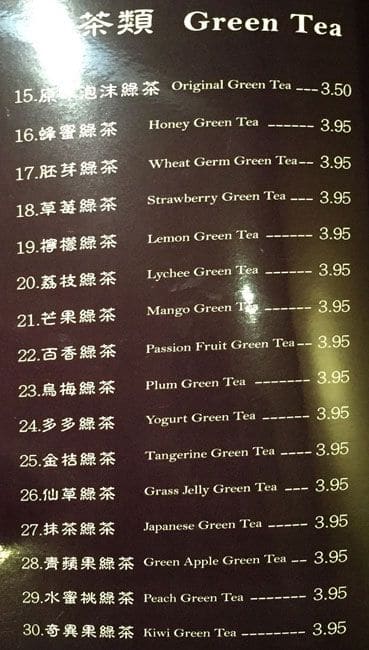 茶類 Green Tea
15.原 泡沫綠茶 Original Green Tea ---3.50
16.蜂蜜綠茶 Honey Green Tea ------ 3.95
17.胚芽綠茶 Wheat Germ Green Tea-- 3.95
18.草莓綠茶 Strawberry Green Tea --- 3.95
19.檸檬綠茶 Lemon Green Tea ------ 3.95
20.荔枝綠茶 Lychee Green Tea ------ 3.95
21.芒果綠茶 Mango Green Tea ------ 3.95
22.百香綠茶 Passion Fruit Green Tea-- 3.95
23.烏梅綠茶 Plum Green Tea ------- 3.95
24.多多綠茶 Yogurt Green Tea ------ 3.95
25.金桔綠茶 Tangerine Green Tea ---- 3.95
26.仙草綠茶 Grass Jelly Green Tea --- 3.95
27.抹茶綠茶 Japanese Green Tea ----- 3.95
28.青蘋果綠茶 Green Apple Green Tea -- 3.95
29.水蜜桃綠茶 Peach Green Tea ------- 3.95
30.奇異果綠茶 Kiwi Green Tea -------- 3.95